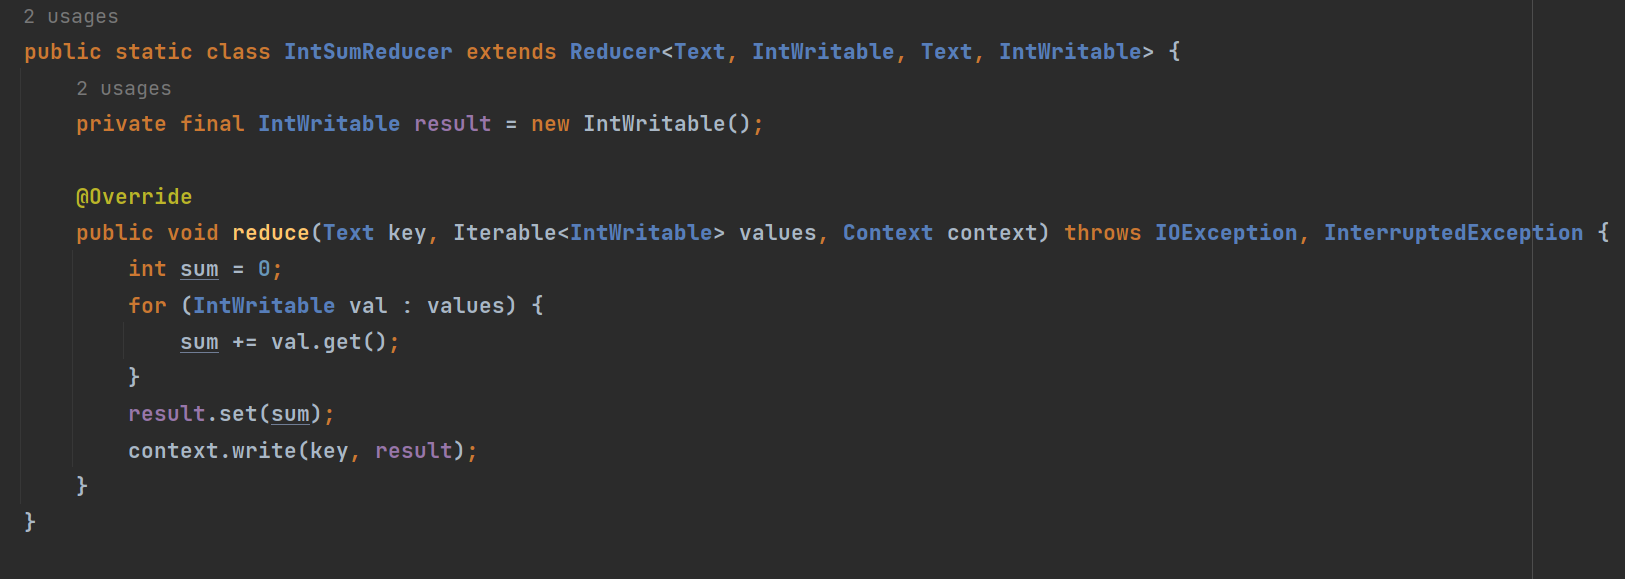 2 usages
public static class IntSumReducer extends Reducer<Text, IntWritable, Text, IntWritable> {
2 usages
private final IntWritable result = new IntWritable();
@Override
public void reduce(Text key, Iterable<IntWritable> values, Context context) throws IOException, InterruptedException {
int sum = 0;
for (IntWritable val : values) {
sum += val.get();
}
result.set(sum);
context.write(key, result);
}
}